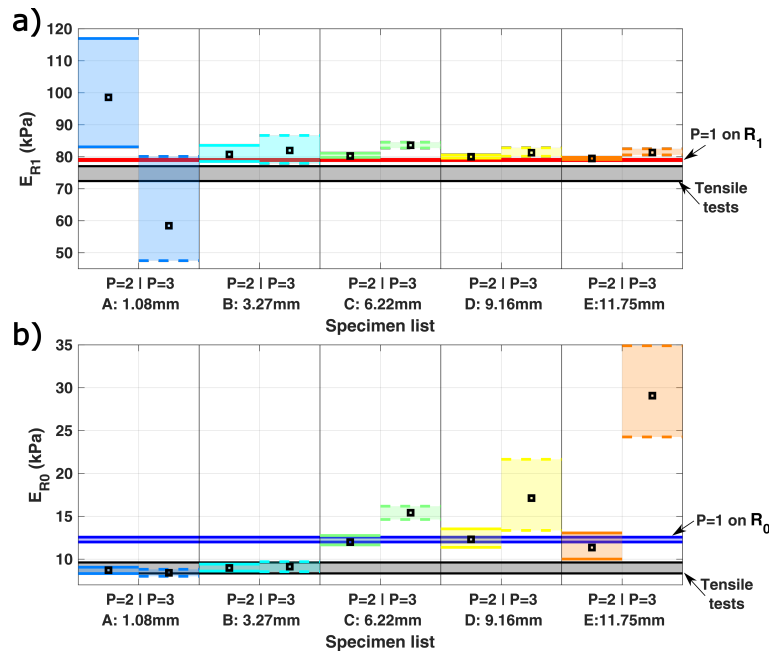 a)
120
110
100
90
80
70
60
50
E_R1 (kPa)
P=1 on R_1
Tensile
tests
P=2 | P=3 P=2 | P=3 P=2 | P=3 P=2 | P=3 P=2 | P=3
A: 1.08mm B: 3.27mm C: 6.22mm D: 9.16mm E:11.75mm
Specimen list
b)
35
30
25
20
15
10
E_R0 (kPa)
P=1 on R_0
Tensile
tests
P=2 | P=3 P=2 | P=3 P=2 | P=3 P=2 | P=3 P=2 | P=3
A: 1.08mm B: 3.27mm C: 6.22mm D: 9.16mm E:11.75mm
Specimen list